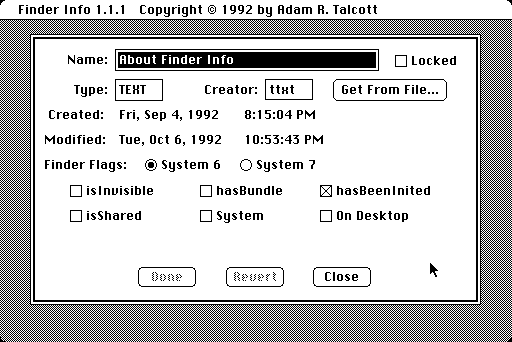 Finder Info 1.1.1 Copyright © 1992 by Adam R. Talcott
Name: About Finder Info Locked
Type: TEXT Creator: ttxt Get From File...
Created: Fri, Sep 4, 1992 8:15:04 PM
Modified: Tue, Oct 6, 1992 10:53:43 PM
Finder Flags: System 6 System 7
isInvisible hasBundle hasBeenInited
isShared System On Desktop
Done Revert Close